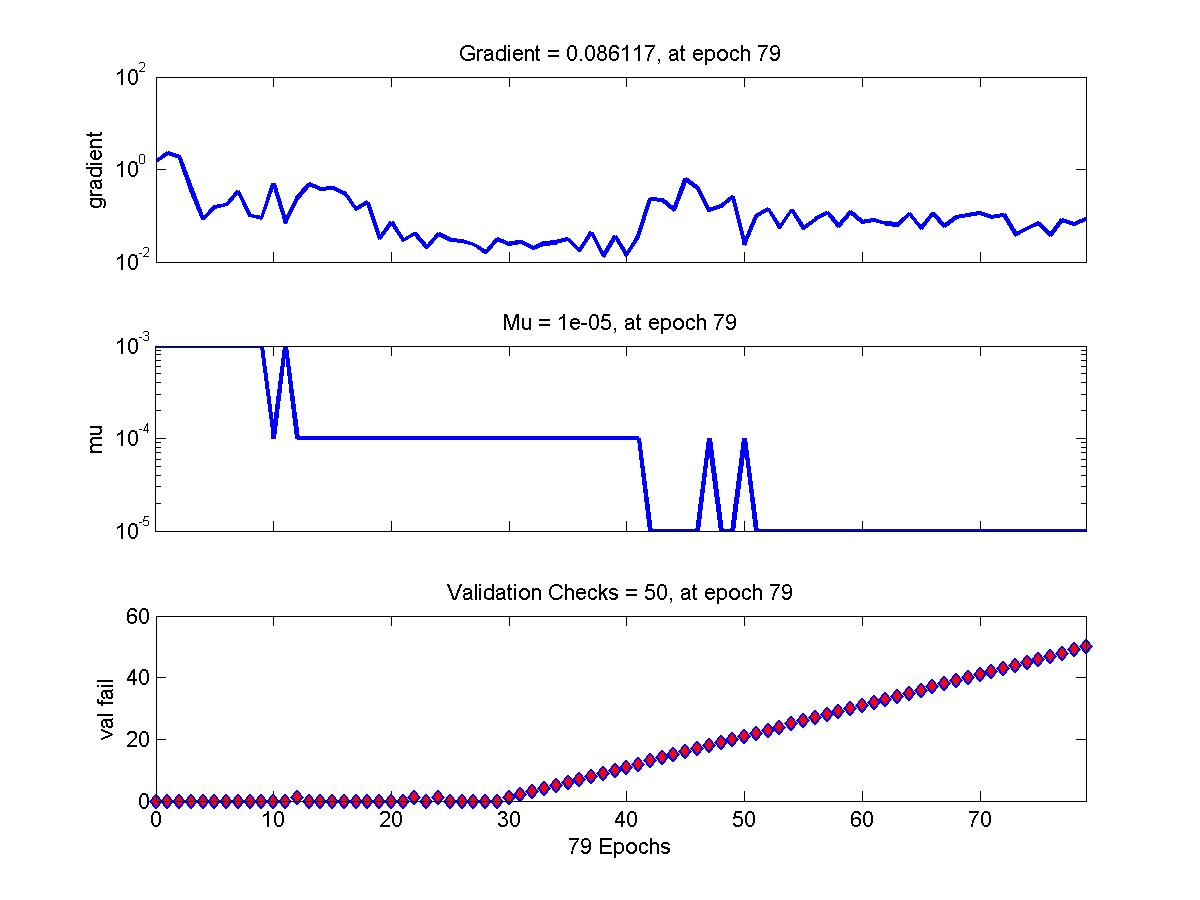 Gradient = 0.086117, at epoch 79
10^2
10^0
10^-2
gradient
Mu = 1e-05, at epoch 79
10^-3
10^-4
10^-5
mu
Validation Checks = 50, at epoch 79
60
40
20
0
val fail
0 10 20 30 40 50 60 70
79 Epochs